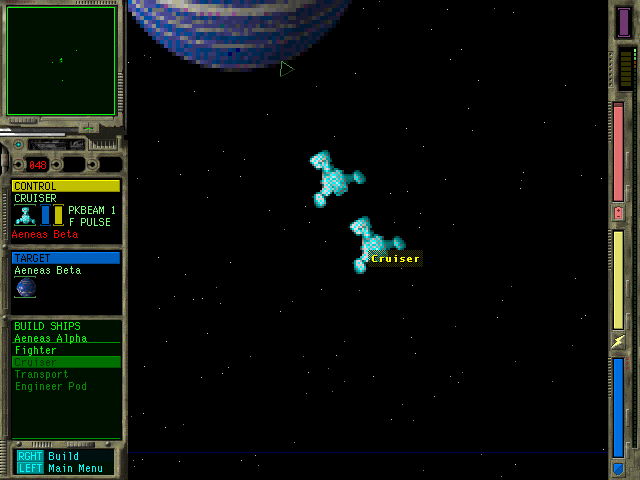 048
CONTROL
CRUISER
PKBEAM 1
F PULSE
Aeneas Beta
TARGET
Aeneas Beta
BUILD SHIPS
Aeneas Alpha
Fighter
Cruiser
Transport
Engineer Pod
RGHT Build
LEFT Main Menu
Cruiser